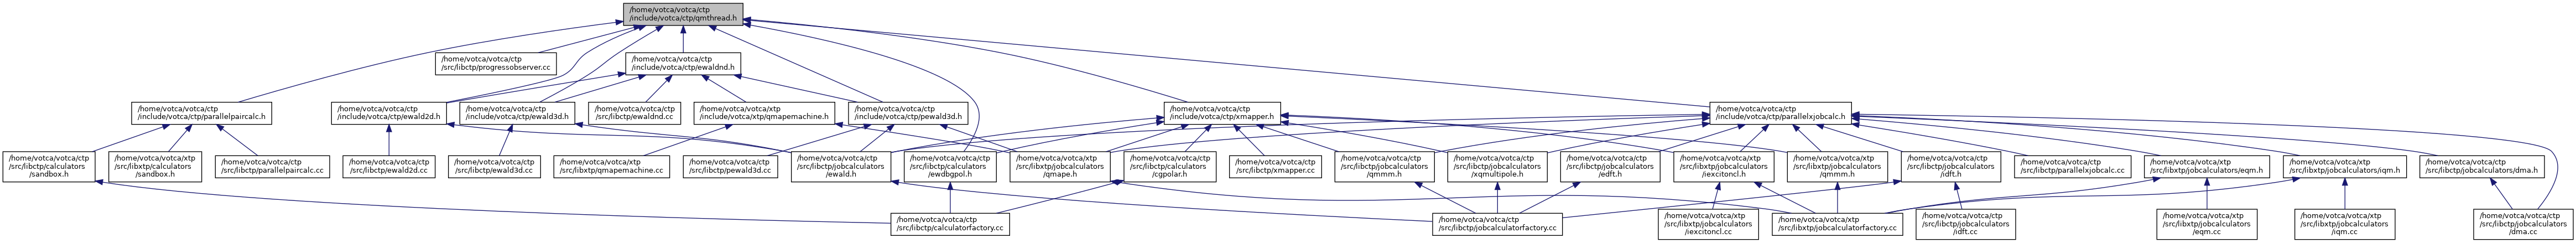 /home/votca/votca/ctp
/include/votca/ctp/qmthread.h
/home/votca/votca/ctp
/src/libctp/progressobserver.cc
/home/votca/votca/ctp
/include/votca/ctp/ewaldnd.h
/home/votca/votca/ctp
/include/votca/ctp/parallelpaircalc.h
/home/votca/votca/ctp
/include/votca/ctp/ewald2d.h
/home/votca/votca/ctp
/include/votca/ctp/ewald3d.h
/home/votca/votca/ctp
/src/libctp/ewaldnd.cc
/home/votca/votca/xtp
/include/votca/xtp/qmapemachine.h
/home/votca/votca/ctp
/include/votca/ctp/pewald3d.h
/home/votca/votca/ctp
/include/votca/ctp/xmapper.h
/home/votca/votca/ctp
/include/votca/ctp/parallelxjobcalc.h
/home/votca/votca/ctp
/src/libctp/calculators
/sandbox.h
/home/votca/votca/xtp
/src/libxtp/calculators
/sandbox.h
/home/votca/votca/ctp
/src/libctp/parallelpaircalc.cc
/home/votca/votca/ctp
/src/libctp/ewald2d.cc
/home/votca/votca/ctp
/src/libctp/ewald3d.cc
/home/votca/votca/xtp
/src/libxtp/qmapemachine.cc
/home/votca/votca/ctp
/src/libctp/pewald3d.cc
/home/votca/votca/ctp
/src/libctp/jobcalculators
/ewald.h
/home/votca/votca/ctp
/src/libctp/calculators
/ewdbgpol.h
/home/votca/votca/xtp
/src/libxtp/jobcalculators
/qmape.h
/home/votca/votca/ctp
/src/libctp/calculators
/cgpolar.h
/home/votca/votca/ctp
/src/libctp/xmapper.cc
/home/votca/votca/ctp
/src/libctp/jobcalculators
/qmmm.h
/home/votca/votca/ctp
/src/libctp/jobcalculators
/xqmultipole.h
/home/votca/votca/ctp
/src/libctp/jobcalculators
/edft.h
/home/votca/votca/xtp
/src/libxtp/jobcalculators
/iexcitoncl.h
/home/votca/votca/xtp
/src/libxtp/jobcalculators
/qmmm.h
/home/votca/votca/ctp
/src/libctp/jobcalculators
/idft.h
/home/votca/votca/ctp
/src/libctp/parallelxjobcalc.cc
/home/votca/votca/xtp
/src/libxtp/jobcalculators/eqm.h
/home/votca/votca/xtp
/src/libxtp/jobcalculators/iqm.h
/home/votca/votca/ctp
/src/libctp/jobcalculators/dma.h
/home/votca/votca/ctp
/src/libctp/calculatorfactory.cc
/home/votca/votca/ctp
/src/libctp/jobcalculatorfactory.cc
/home/votca/votca/xtp
/src/libxtp/jobcalculators
/iexcitoncl.cc
/home/votca/votca/xtp
/src/libxtp/jobcalculatorfactory.cc
/home/votca/votca/ctp
/src/libctp/jobcalculators
/idft.cc
/home/votca/votca/xtp
/src/libxtp/jobcalculators
/eqm.cc
/home/votca/votca/xtp
/src/libxtp/jobcalculators
/iqm.cc
/home/votca/votca/ctp
/src/libctp/jobcalculators
/dma.cc